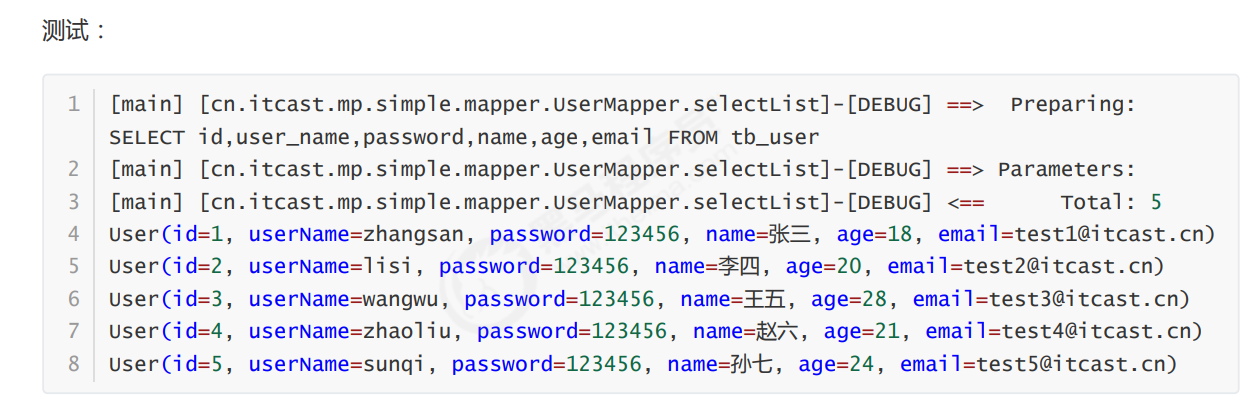 测试：
1 [main] [cn.itcast.mp.simple.mapper.UserMapper.selectList]-[DEBUG] ==>  Preparing:
SELECT id,user_name,password,name,age,email FROM tb_user
2 [main] [cn.itcast.mp.simple.mapper.UserMapper.selectList]-[DEBUG] ==> Parameters:
3 [main] [cn.itcast.mp.simple.mapper.UserMapper.selectList]-[DEBUG] <==      Total: 5
4 User(id=1, userName=zhangsan, password=123456, name=张三, age=18, email=test1@itcast.cn)
5 User(id=2, userName=lisi, password=123456, name=李四, age=20, email=test2@itcast.cn)
6 User(id=3, userName=wangwu, password=123456, name=王五, age=28, email=test3@itcast.cn)
7 User(id=4, userName=zhaoliu, password=123456, name=赵六, age=21, email=test4@itcast.cn)
8 User(id=5, userName=sunqi, password=123456, name=孙七, age=24, email=test5@itcast.cn)